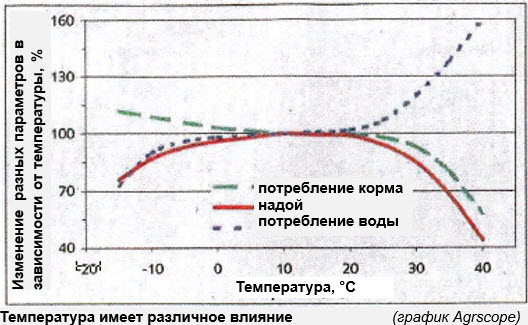 Изменение разных параметров в
зависимости от температуры, %
160
130
100
70
40
потребление корма
надой
потребление воды
-20 -10 0 10 20 30 40
Температура, °С
Температура имеет различное влияние
(график Agrscope)